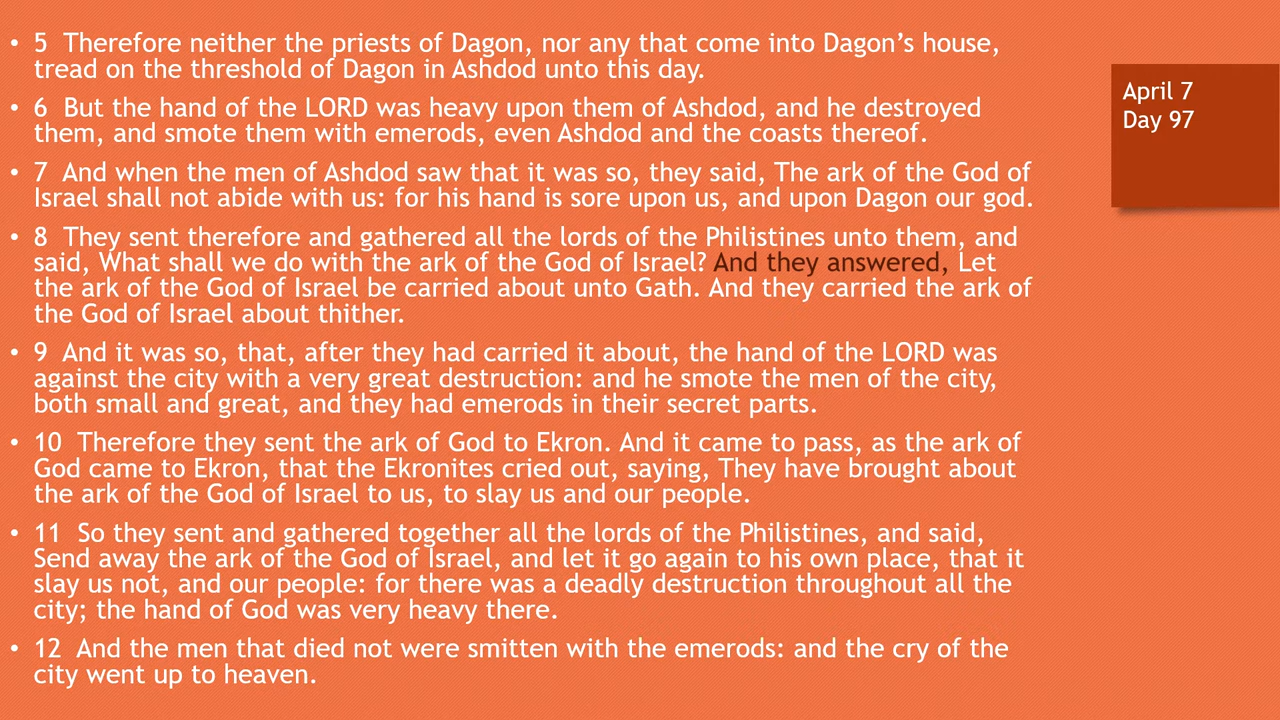 • 5  Therefore neither the priests of Dagon, nor any that come into Dagon’s house,
tread on the threshold of Dagon in Ashdod unto this day.
• 6  But the hand of the LORD was heavy upon them of Ashdod, and he destroyed
them, and smote them with emerods, even Ashdod and the coasts thereof.
• 7  And when the men of Ashdod saw that it was so, they said, The ark of the God of
Israel shall not abide with us: for his hand is sore upon us, and upon Dagon our god.
• 8  They sent therefore and gathered all the lords of the Philistines unto them, and
said, What shall we do with the ark of the God of Israel? And they answered, Let
the ark of the God of Israel be carried about unto Gath. And they carried the ark of
the God of Israel about thither.
• 9  And it was so, that, after they had carried it about, the hand of the LORD was
against the city with a very great destruction: and he smote the men of the city,
both small and great, and they had emerods in their secret parts.
• 10  Therefore they sent the ark of God to Ekron. And it came to pass, as the ark of
God came to Ekron, that the Ekronites cried out, saying, They have brought about
the ark of the God of Israel to us, to slay us and our people.
• 11  So they sent and gathered together all the lords of the Philistines, and said,
Send away the ark of the God of Israel, and let it go again to his own place, that it
slay us not, and our people: for there was a deadly destruction throughout all the
city; the hand of God was very heavy there.
• 12  And the men that died not were smitten with the emerods: and the cry of the
city went up to heaven.
April 7
Day 97